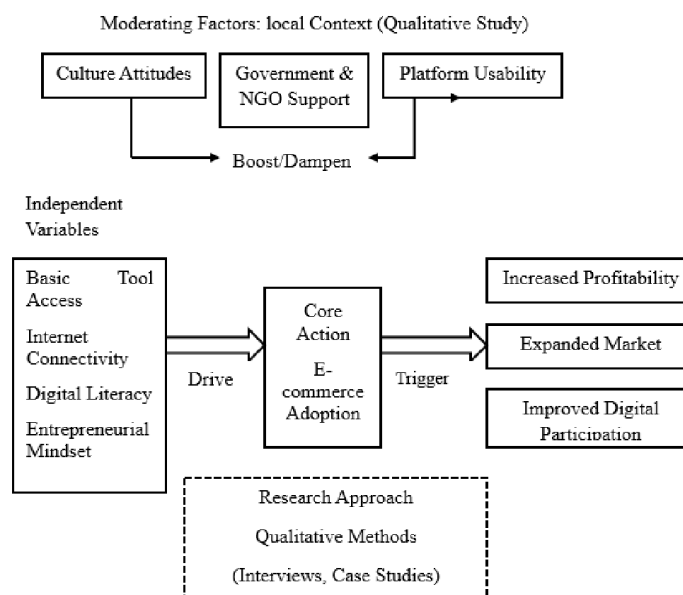 Moderating Factors: local Context (Qualitative Study)
Culture Attitudes
Government &
NGO Support
Platform Usability
Boost/Dampen
Independent
Variables
Basic Tool
Access
Internet
Connectivity
Digital Literacy
Entrepreneurial
Mindset
Drive
Core
Action
E-
commerce
Adoption
Trigger
Increased Profitability
Expanded Market
Improved Digital
Participation
Research Approach
Qualitative Methods
(Interviews, Case Studies)